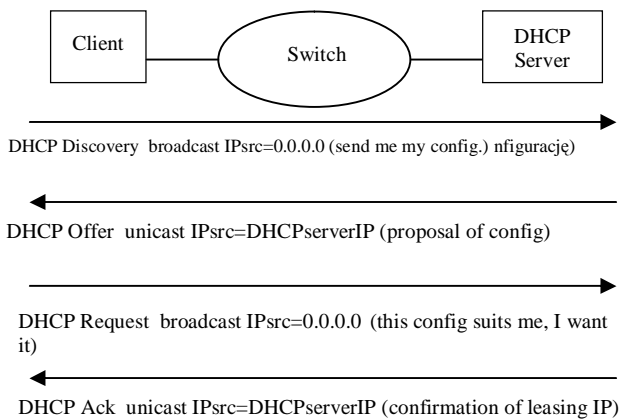 Client
Switch
DHCP
Server
DHCP Discovery broadcast IPsrc=0.0.0.0 (send me my config.) nfigurację)
DHCP Offer unicast IPsrc=DHCPserverIP (proposal of config)
DHCP Request broadcast IPsrc=0.0.0.0 (this config suits me, I want
it)
DHCP Ack unicast IPsrc=DHCPserverIP (confirmation of leasing IP)